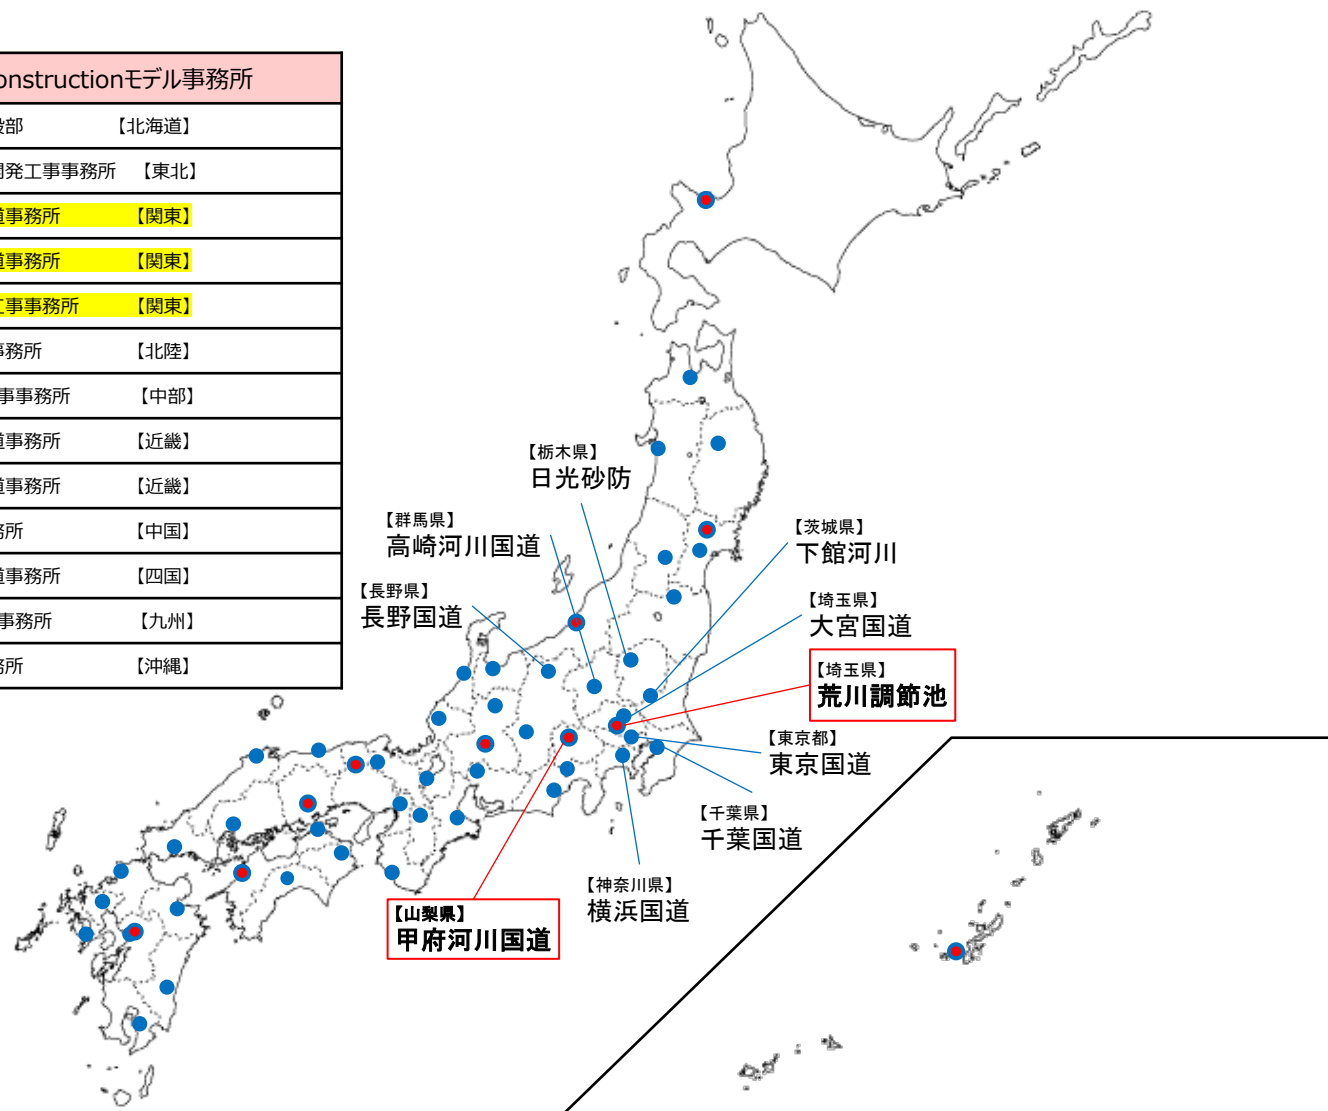 onstructionモデル事務所
設部 【北海道】
開発工事事務所 【東北】
道事務所 【関東】
道事務所 【関東】
工事事務所 【関東】
事務所 【北陸】
事事務所 【中部】
道事務所 【近畿】
道事務所 【近畿】
務所 【中国】
道事務所 【四国】
事務所 【九州】
務所 【沖縄】
【栃木県】
日光砂防
【群馬県】
高崎河川国道
【長野県】
長野国道
【茨城県】
下館河川
【埼玉県】
大宮国道
【埼玉県】
荒川調節池
【東京都】
東京国道
【千葉県】
千葉国道
【神奈川県】
横浜国道
【山梨県】
甲府河川国道